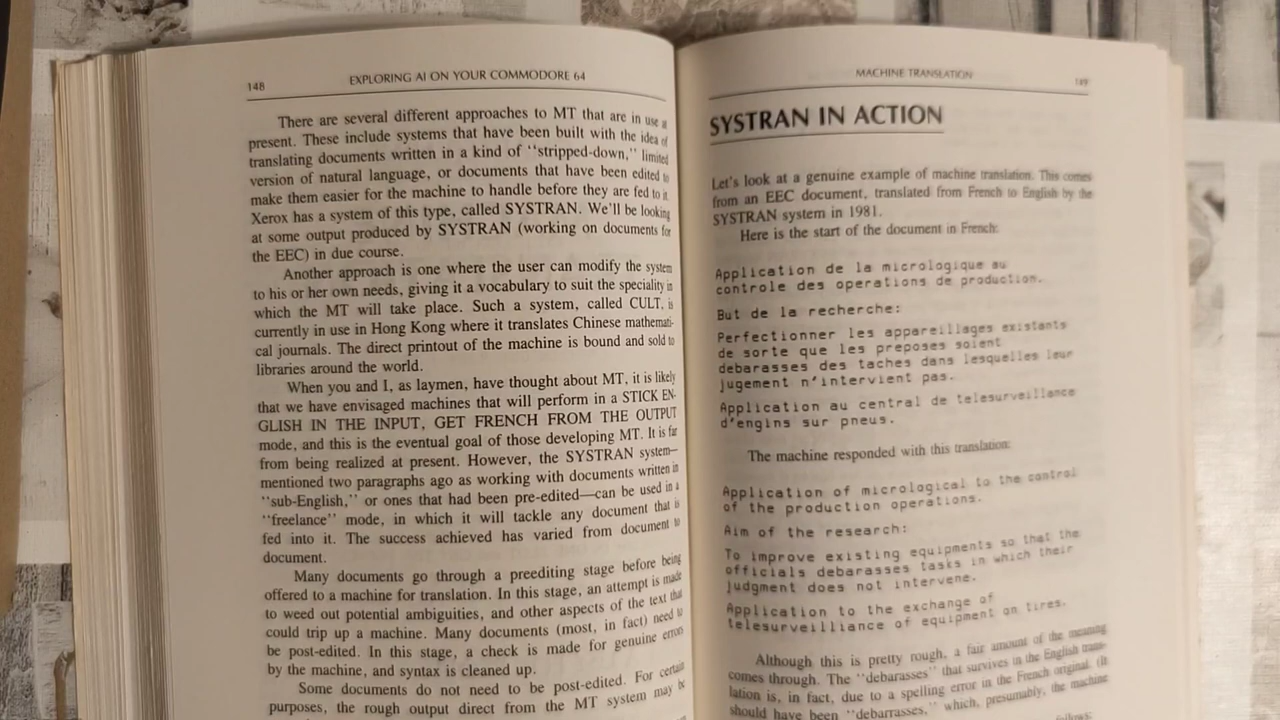 148
EXPLORING AI ON YOUR COMMODORE 64
There are several different approaches to MT that are in use at
present. These include systems that have been built with the idea of
translating documents written in a kind of "stripped-down," limited
version of natural language, or documents that have been edited to
make them easier for the machine to handle before they are fed to it.
Xerox has a system of this type, called SYSTRAN. We'll be looking
at some output produced by SYSTRAN (working on documents for
the EEC) in due course.
Another approach is one where the user can modify the system
to his or her own needs, giving it a vocabulary to suit the speciality in
which the MT will take place. Such a system, called CULT, is
currently in use in Hong Kong where it translates Chinese mathemati-
cal journals. The direct printout of the machine is bound and sold to
libraries around the world.
When you and I, as laymen, have thought about MT, it is likely
that we have envisaged machines that will perform in a STICK EN-
GLISH IN THE INPUT, GET FRENCH FROM THE OUTPUT
mode, and this is the eventual goal of those developing MT. It is far
from being realized at present. However, the SYSTRAN system—
mentioned two paragraphs ago as working with documents written in
"sub-English," or ones that had been pre-edited—can be used in a
"freelance" mode, in which it will tackle any document that is
fed into it. The success achieved has varied from document to
document.
Many documents go through a preediting stage before being
offered to a machine for translation. In this stage, an attempt is made
to weed out potential ambiguities, and other aspects of the text that
could trip up a machine. Many documents (most, in fact) need to
be post-edited. In this stage, a check is made for genuine errors
by the machine, and syntax is cleaned up.
Some documents do not need to be post-edited. For certain
purposes, the rough output direct from the MT system may be
MACHINE TRANSLATION
149
SYSTRAN IN ACTION
Let's look at a genuine example of machine translation. This comes
from an EEC document, translated from French to English by the
SYSTRAN system in 1981.
Here is the start of the document in French:
Application de la micrologique au
controle des operations de production.
But de la recherche:
Perfectionner les appareillages existants
de sorte que les preposes soient
debarasses des taches dans lesquelles leur
jugement n'intervient pas.
Application au central de telesurveillance
d'engins sur pneus.
The machine responded with this translation:
Application of micrological to the control
of the production operations.
Aim of the research:
To improve existing equipments so that the
officials debarasses tasks in which their
judgment does not intervene.
Application to the exchange of
telesurveilliance of equipment on tires.
Although this is pretty rough, a fair amount of the meaning
comes through. The "debarasses" that survives in the English trans-
lation is, in fact, due to a spelling error in the French original. (It
should have been "debarrasses," which, presumably, the machine
follows: